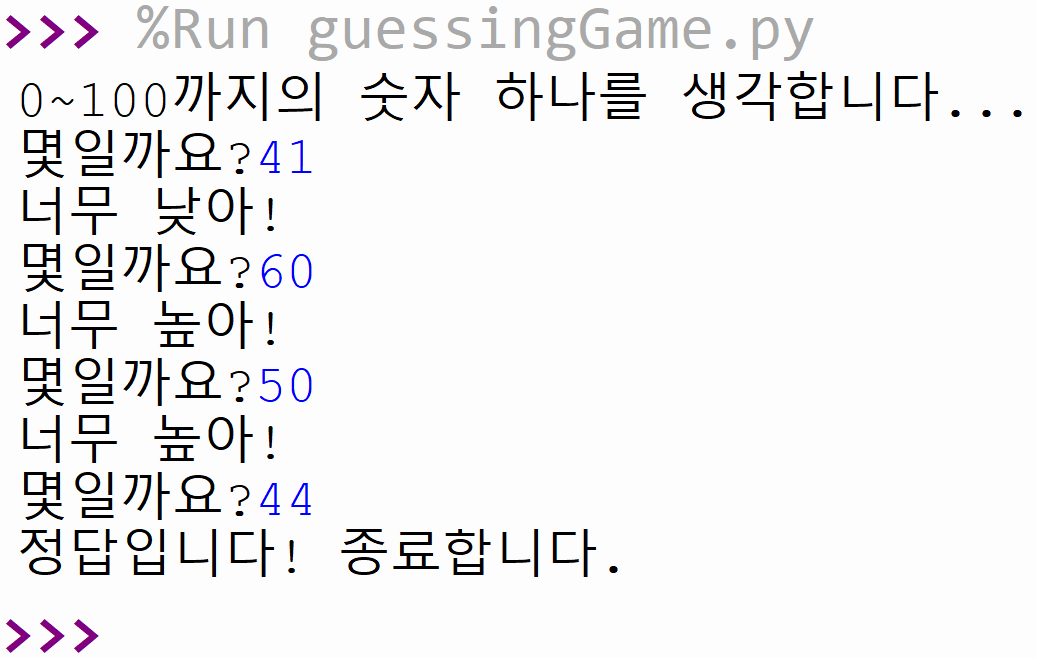 >>> %Run guessingGame.py
0~100까지의 숫자 하나를 생각합니다...
몇일까요?41
너무 낮아!
몇일까요?60
너무 높아!
몇일까요?50
너무 높아!
몇일까요?44
정답입니다! 종료합니다.
>>>